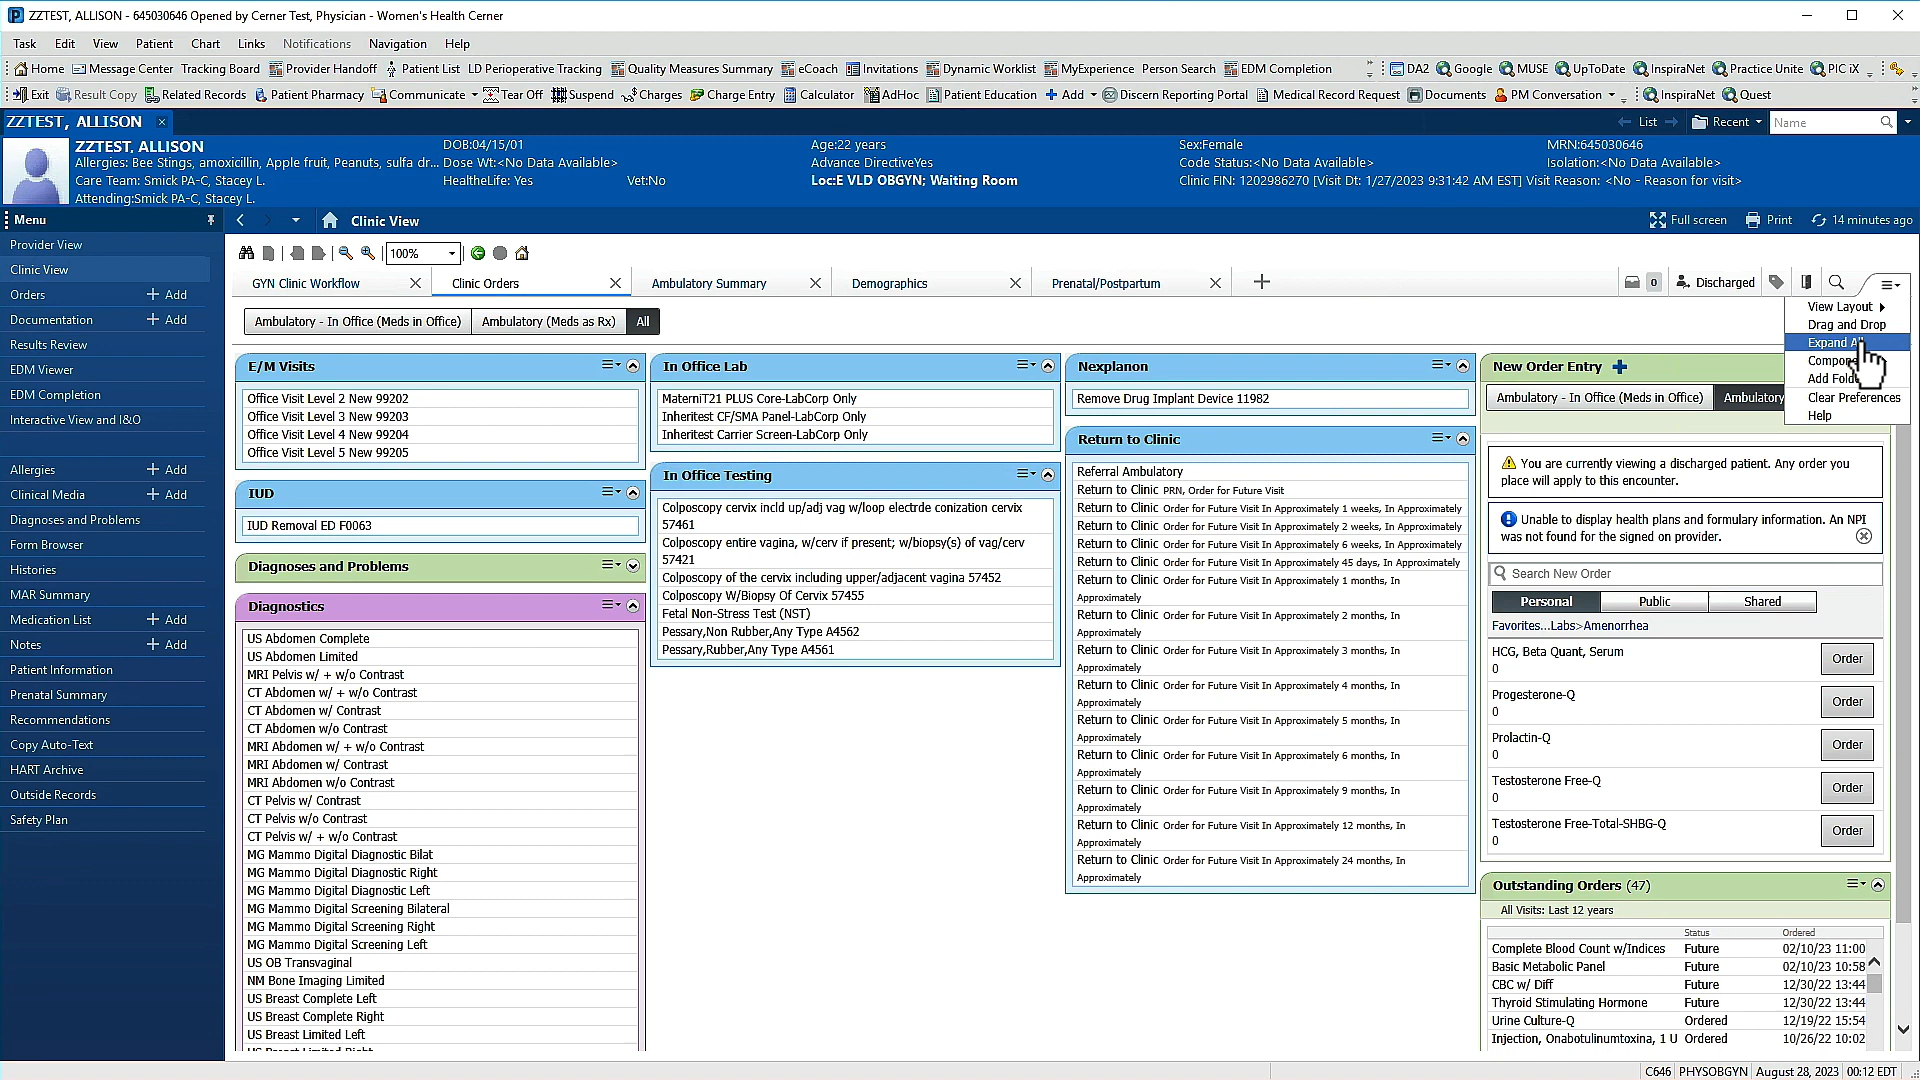 ZZTEST, ALLISON - 645030646 Opened by Cerner Test, Physician - Women's Health Cerner
Task Edit View Patient Chart Links Notifications Navigation Help
Home Message Center Tracking Board Provider Handoff Patient List LD Perioperative Tracking Quality Measures Summary eCoach Invitations Dynamic Worklist MyExperience Person Search EDM Completion DA2 Google MUSE UpToDate InspiraNet Practice Unite PIC iX
Exit Result Copy Related Records Patient Pharmacy Communicate Tear Off Suspend Charges Charge Entry Calculator AdHoc Patient Education Add Discern Reporting Portal Medical Record Request Documents PM Conversation InspiraNet Quest
ZZTEST, ALLISON List Recent Name
ZZTEST, ALLISON DOB:04/15/01 Age:22 years Sex:Female MRN:645030646
Allergies: Bee Stings, amoxicillin, Apple fruit, Peanuts, sulfa dr... Dose Wt:<No Data Available> Advance DirectiveYes Code Status:<No Data Available> Isolation:<No Data Available>
Care Team: Smick PA-C, Stacey L. HealtheLife: Yes Vet:No Loc:E VLD OBGYN; Waiting Room Clinic FIN: 1202986270 [Visit Dt: 1/27/2023 9:31:42 AM EST] Visit Reason: <No - Reason for visit>
Attending:Smick PA-C, Stacey L.
Menu
Provider View
Clinic View
Orders Add
Documentation Add
Results Review
EDM Viewer
EDM Completion
Interactive View and I&O
Allergies Add
Clinical Media Add
Diagnoses and Problems
Form Browser
Histories
MAR Summary
Medication List Add
Notes Add
Patient Information
Prenatal Summary
Recommendations
Copy Auto-Text
HART Archive
Outside Records
Safety Plan
Clinic View Full screen Print 14 minutes ago
100%
GYN Clinic Workflow Clinic Orders Ambulatory Summary Demographics Prenatal/Postpartum 0 Discharged
Ambulatory - In Office (Meds in Office) Ambulatory (Meds as Rx) All
View Layout
Drag and Drop
Expand
Add
Clear Preferences
Help
E/M Visits
Office Visit Level 2 New 99202
Office Visit Level 3 New 99203
Office Visit Level 4 New 99204
Office Visit Level 5 New 99205
IUD
IUD Removal ED F0063
Diagnoses and Problems
Diagnostics
US Abdomen Complete
US Abdomen Limited
MRI Pelvis w/ + w/o Contrast
CT Abdomen w/ + w/o Contrast
CT Abdomen w/ Contrast
CT Abdomen w/o Contrast
MRI Abdomen w/ + w/o Contrast
MRI Abdomen w/ Contrast
MRI Abdomen w/o Contrast
CT Pelvis w/ Contrast
CT Pelvis w/o Contrast
CT Pelvis w/ + w/o Contrast
MG Mammo Digital Diagnostic Bilat
MG Mammo Digital Diagnostic Right
MG Mammo Digital Diagnostic Left
MG Mammo Digital Screening Bilateral
MG Mammo Digital Screening Right
MG Mammo Digital Screening Left
US OB Transvaginal
NM Bone Imaging Limited
US Breast Complete Left
US Breast Complete Right
US Breast Limited Left
In Office Lab
MaterniT21 PLUS Core-LabCorp Only
Inheritest CF/SMA Panel-LabCorp Only
Inheritest Carrier Screen-LabCorp Only
In Office Testing
Colposcopy cervix incld up/adj vag w/loop electrde conization cervix
57461
Colposcopy entire vagina, w/cerv if present; w/biopsy(s) of vag/cerv
57421
Colposcopy of the cervix including upper/adjacent vagina 57452
Colposcopy W/Biopsy Of Cervix 57455
Fetal Non-Stress Test (NST)
Pessary,Non Rubber,Any Type A4562
Pessary,Rubber,Any Type A4561
Nexplanon
Remove Drug Implant Device 11982
Return to Clinic
Referral Ambulatory
Return to Clinic PRN, Order for Future Visit
Return to Clinic Order for Future Visit In Approximately 1 weeks, In Approximately
Return to Clinic Order for Future Visit In Approximately 2 weeks, In Approximately
Return to Clinic Order for Future Visit In Approximately 6 weeks, In Approximately
Return to Clinic Order for Future Visit In Approximately 45 days, In Approximately
Return to Clinic Order for Future Visit In Approximately 1 months, In
Approximately
Return to Clinic Order for Future Visit In Approximately 2 months, In
Approximately
Return to Clinic Order for Future Visit In Approximately 3 months, In
Approximately
Return to Clinic Order for Future Visit In Approximately 4 months, In
Approximately
Return to Clinic Order for Future Visit In Approximately 5 months, In
Approximately
Return to Clinic Order for Future Visit In Approximately 6 months, In
Approximately
Return to Clinic Order for Future Visit In Approximately 9 months, In
Approximately
Return to Clinic Order for Future Visit In Approximately 12 months, In
Approximately
Return to Clinic Order for Future Visit In Approximately 24 months, In
Approximately
New Order Entry
Ambulatory - In Office (Meds in Office) Ambulatory
You are currently viewing a discharged patient. Any order you
place will apply to this encounter.
Unable to display health plans and formulary information. An NPI
was not found for the signed on provider.
Search New Order
Personal Public Shared
Favorites...Labs>Amenorrhea
HCG, Beta Quant, Serum Order
0
Progesterone-Q Order
0
Prolactin-Q Order
0
Testosterone Free-Q Order
0
Testosterone Free-Total-SHBG-Q Order
0
Outstanding Orders (47)
All Visits: Last 12 years
Status Ordered
Complete Blood Count w/Indices Future 02/10/23 11:00
Basic Metabolic Panel Future 02/10/23 10:58
CBC w/ Diff Future 12/30/22 13:44
Thyroid Stimulating Hormone Future 12/30/22 13:44
Urine Culture-Q Ordered 12/19/22 15:54
Injection, Onabotulinumtoxina, 1 U Ordered 10/26/22 10:02
C646 PHYSOBGYN August 28, 2023 00:12 EDT